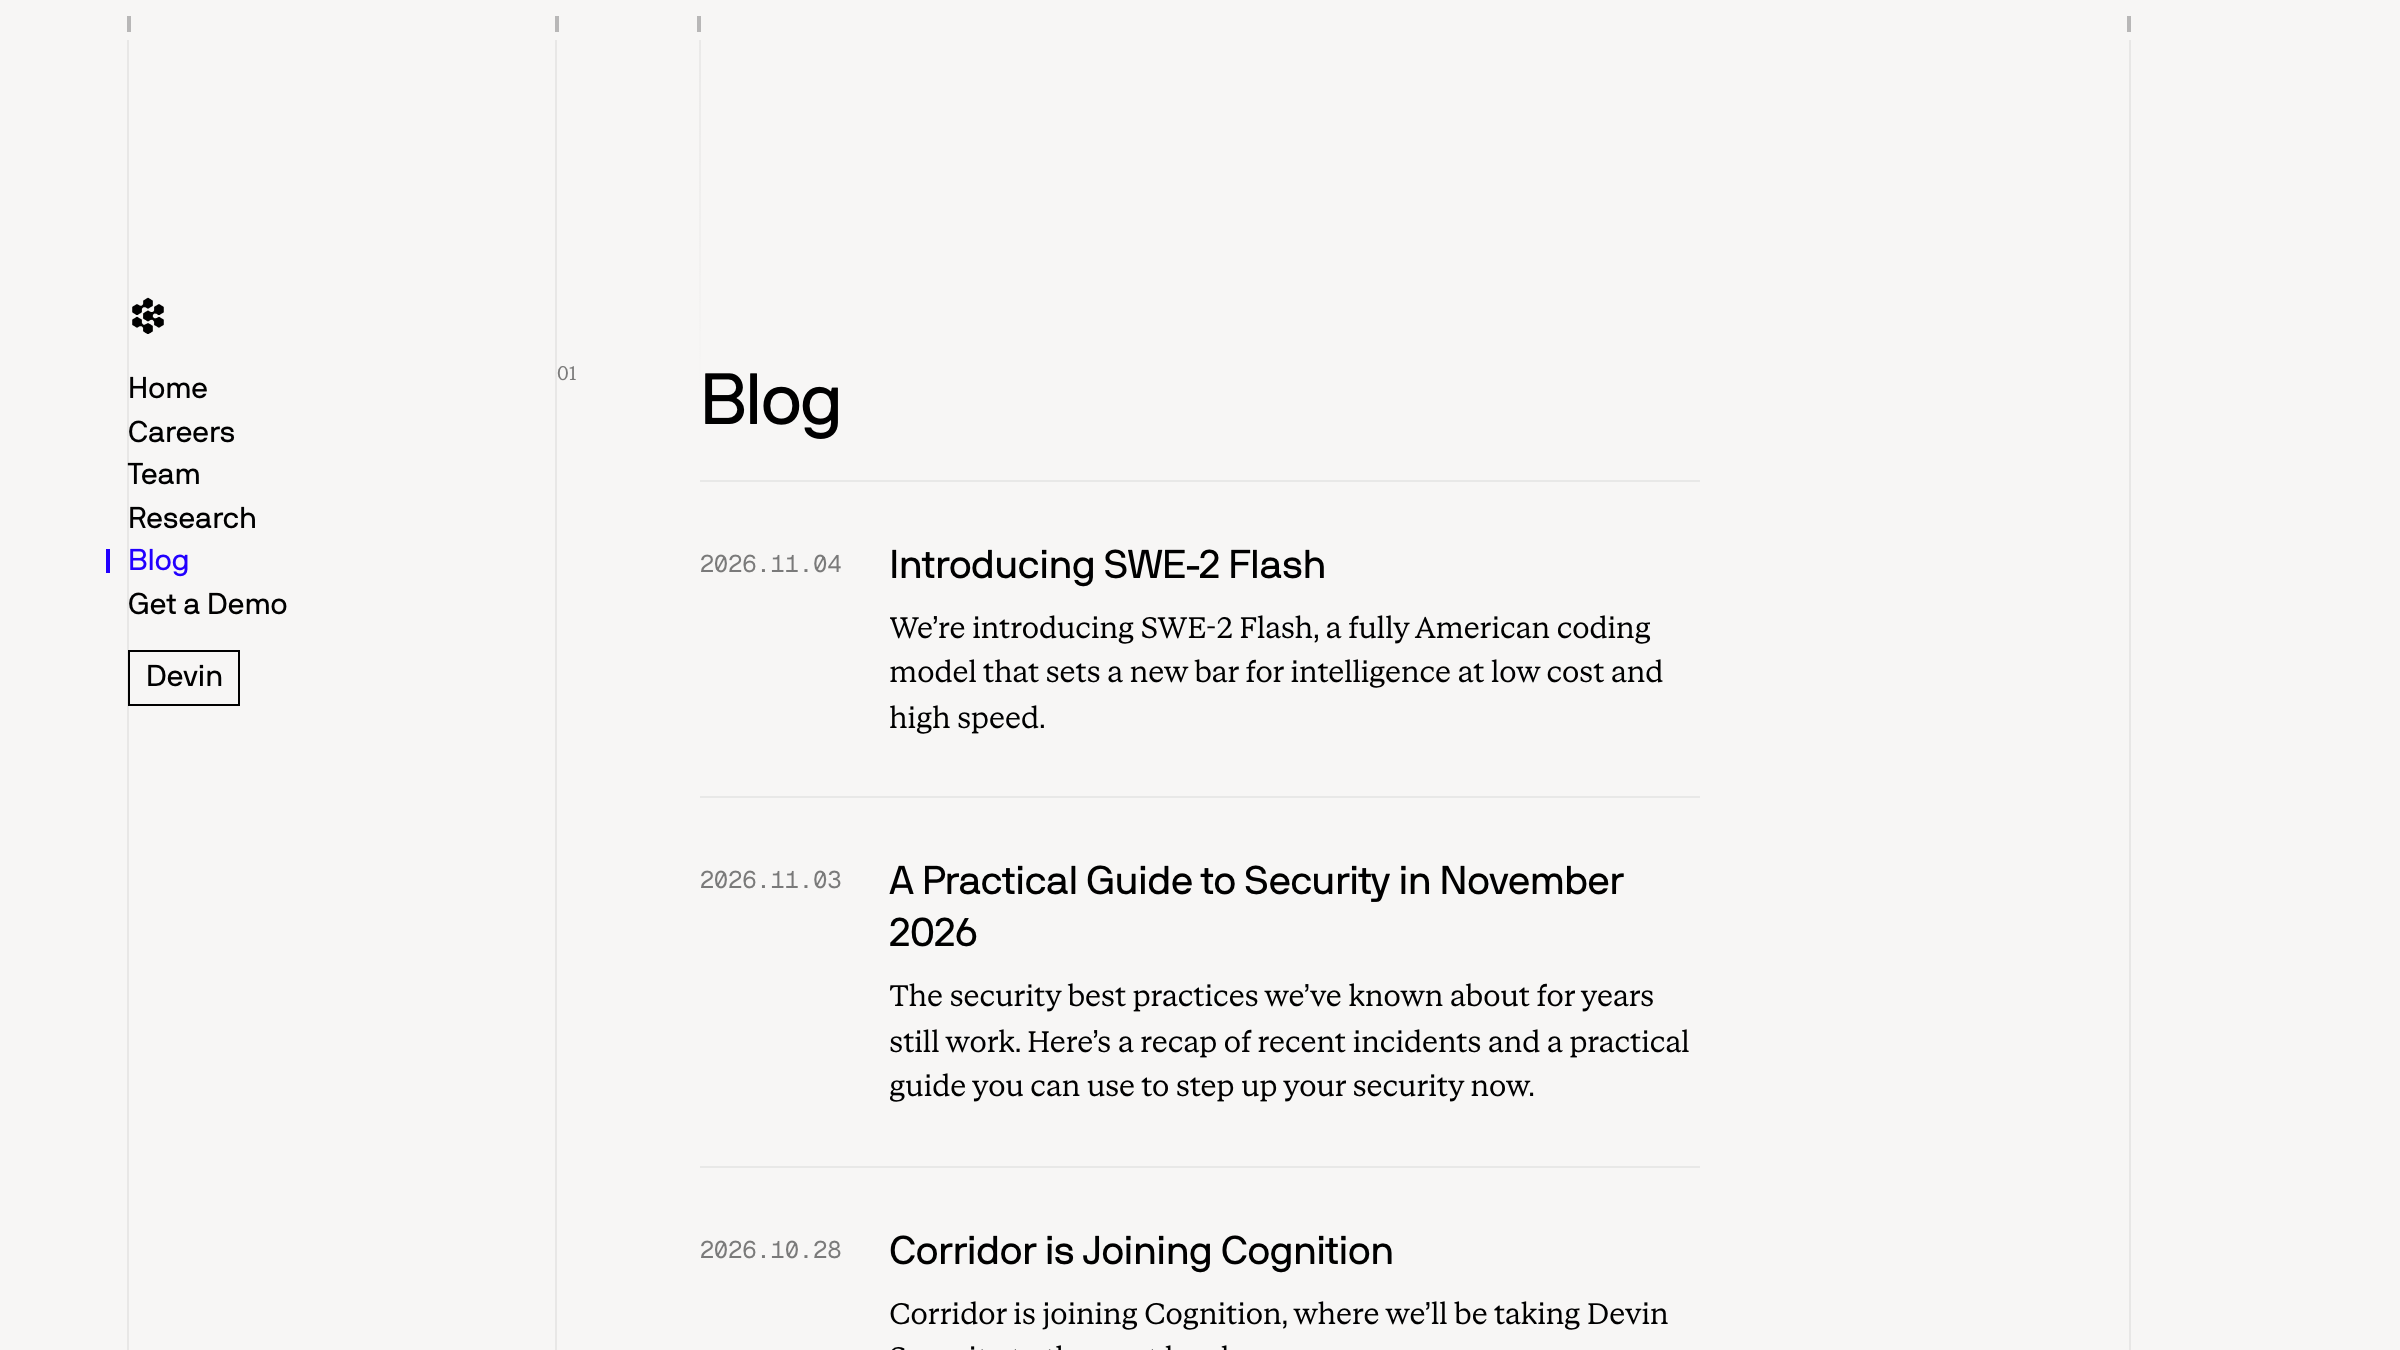 Home
Careers
Team
Research
Blog
Get a Demo
Devin
01
Blog
2026.11.04
Introducing SWE-2 Flash
We’re introducing SWE-2 Flash, a fully American coding
model that sets a new bar for intelligence at low cost and
high speed.
2026.11.03
A Practical Guide to Security in November
2026
The security best practices we’ve known about for years
still work. Here’s a recap of recent incidents and a practical
guide you can use to step up your security now.
2026.10.28
Corridor is Joining Cognition
Corridor is joining Cognition, where we’ll be taking Devin